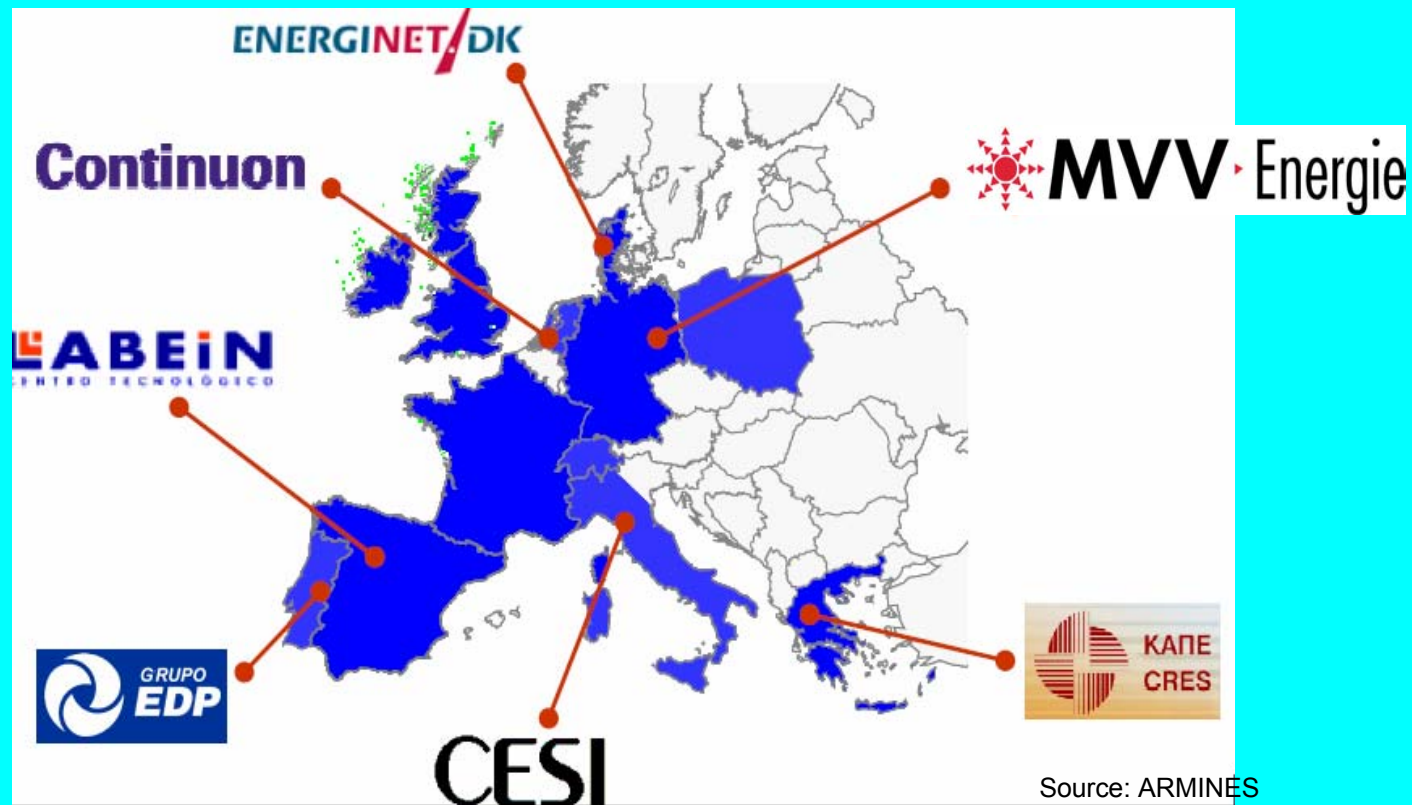 ENERGINET/DK
Continuon
MVV Energie
LABEiN
CENTRO TECNOLÓGICO
GRUPO
EDP
ΚΑΠΕ
CRES
CESI
Source: ARMINES